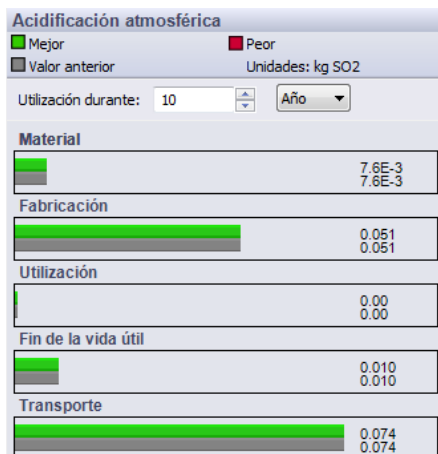 Acidificación atmosférica
Mejor Peor
Valor anterior Unidades: kg SO2
Utilización durante: 10 Año
Material
7.6E-3
7.6E-3
Fabricación
0.051
0.051
Utilización
0.00
0.00
Fin de la vida útil
0.010
0.010
Transporte
0.074
0.074